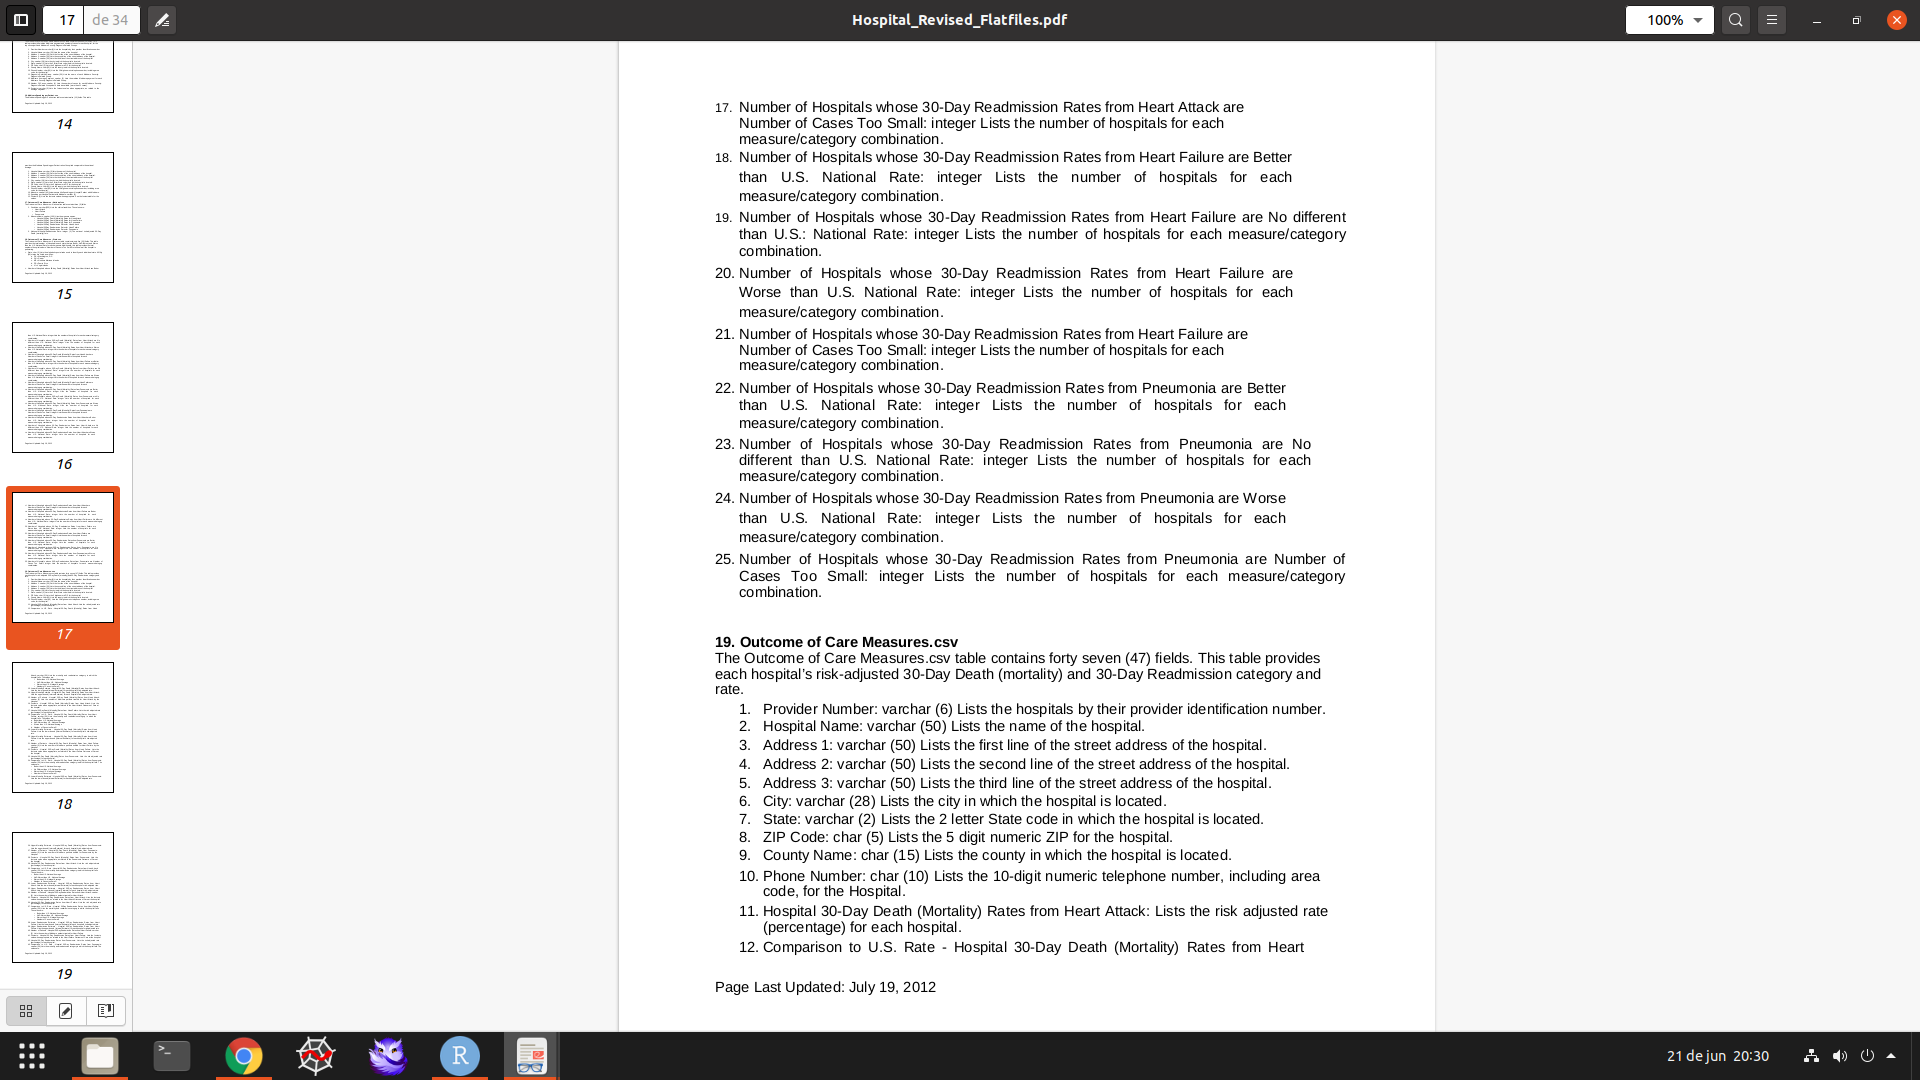 17 de 34
Hospital_Revised_Flatfiles.pdf
100%
14
15
16
17
18
19
17. Number of Hospitals whose 30-Day Readmission Rates from Heart Attack are
Number of Cases Too Small: integer Lists the number of hospitals for each
measure/category combination.
18. Number of Hospitals whose 30-Day Readmission Rates from Heart Failure are Better
than U.S. National Rate: integer Lists the number of hospitals for each
measure/category combination.
19. Number of Hospitals whose 30-Day Readmission Rates from Heart Failure are No different
than U.S.: National Rate: integer Lists the number of hospitals for each measure/category
combination.
20. Number of Hospitals whose 30-Day Readmission Rates from Heart Failure are
Worse than U.S. National Rate: integer Lists the number of hospitals for each
measure/category combination.
21. Number of Hospitals whose 30-Day Readmission Rates from Heart Failure are
Number of Cases Too Small: integer Lists the number of hospitals for each
measure/category combination.
22. Number of Hospitals whose 30-Day Readmission Rates from Pneumonia are Better
than U.S. National Rate: integer Lists the number of hospitals for each
measure/category combination.
23. Number of Hospitals whose 30-Day Readmission Rates from Pneumonia are No
different than U.S. National Rate: integer Lists the number of hospitals for each
measure/category combination.
24. Number of Hospitals whose 30-Day Readmission Rates from Pneumonia are Worse
than U.S. National Rate: integer Lists the number of hospitals for each
measure/category combination.
25. Number of Hospitals whose 30-Day Readmission Rates from Pneumonia are Number of
Cases Too Small: integer Lists the number of hospitals for each measure/category
combination.
19. Outcome of Care Measures.csv
The Outcome of Care Measures.csv table contains forty seven (47) fields. This table provides
each hospital’s risk-adjusted 30-Day Death (mortality) and 30-Day Readmission category and
rate.
1. Provider Number: varchar (6) Lists the hospitals by their provider identification number.
2. Hospital Name: varchar (50) Lists the name of the hospital.
3. Address 1: varchar (50) Lists the first line of the street address of the hospital.
4. Address 2: varchar (50) Lists the second line of the street address of the hospital.
5. Address 3: varchar (50) Lists the third line of the street address of the hospital.
6. City: varchar (28) Lists the city in which the hospital is located.
7. State: varchar (2) Lists the 2 letter State code in which the hospital is located.
8. ZIP Code: char (5) Lists the 5 digit numeric ZIP for the hospital.
9. County Name: char (15) Lists the county in which the hospital is located.
10. Phone Number: char (10) Lists the 10-digit numeric telephone number, including area
code, for the Hospital.
11. Hospital 30-Day Death (Mortality) Rates from Heart Attack: Lists the risk adjusted rate
(percentage) for each hospital.
12. Comparison to U.S. Rate - Hospital 30-Day Death (Mortality) Rates from Heart
Page Last Updated: July 19, 2012
21 de jun 20:30